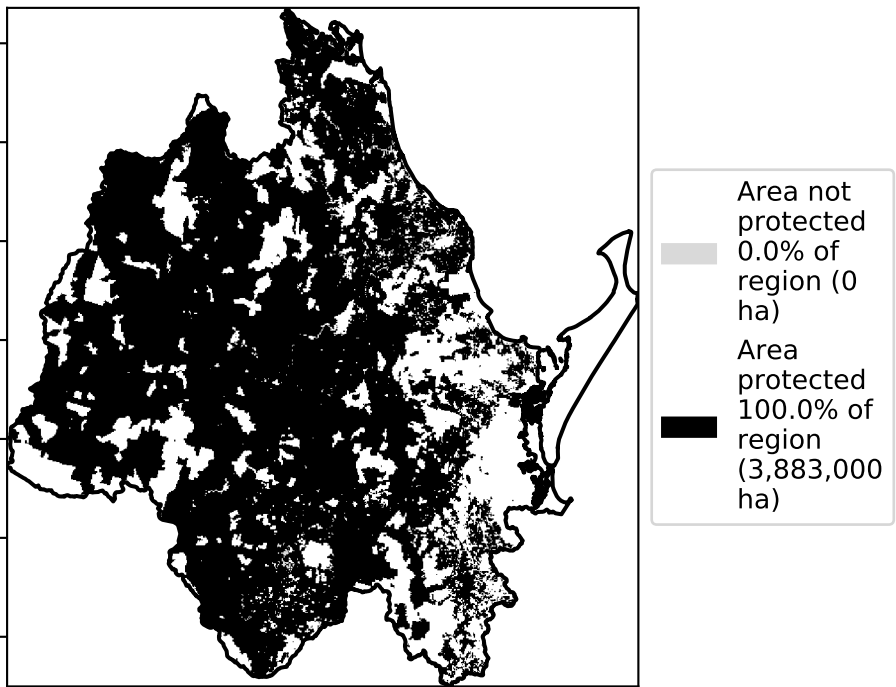 Area not
protected
0.0% of
region (0
ha)
Area
protected
100.0% of
region
(3,883,000
ha)